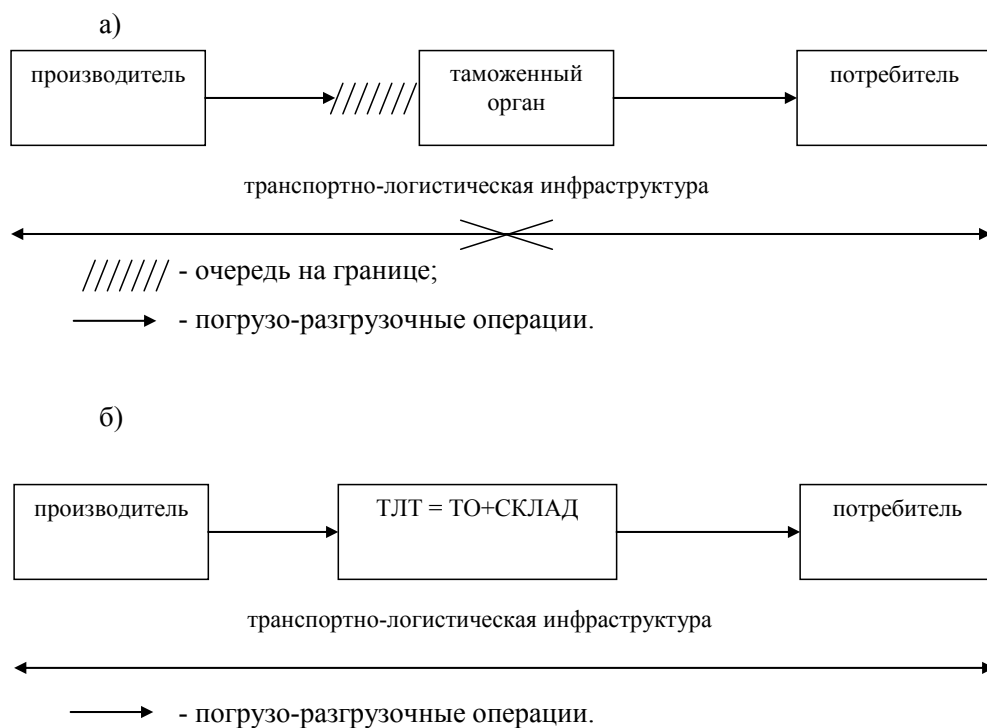 а)
производитель
таможенный
орган
потребитель
транспортно-логистическая инфраструктура
- очередь на границе;
- погрузо-разгрузочные операции.
б)
производитель
ТЛТ = ТО+СКЛАД
потребитель
транспортно-логистическая инфраструктура
- погрузо-разгрузочные операции.